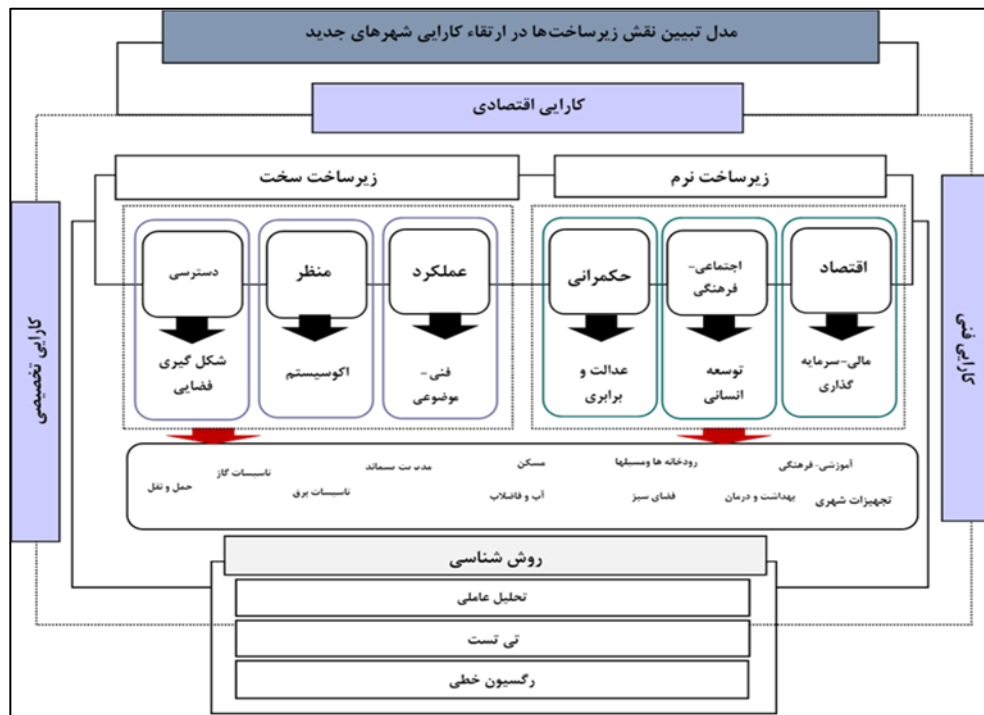 مدل تبیین نقش زیرساخت‌ها در ارتقاء کارایی شهرهای جدید
کارایی اقتصادی
زیرساخت نرم
زیرساخت سخت
کارایی فنی
کارایی تخصیصی
اقتصاد
اجتماعی-
فرهنگی
حکمرانی
عملکرد
منظر
دسترسی
مالی-سرمایه
گذاری
توسعه
انسانی
عدالت و
برابری
فنی-
موضوعی
اکوسیستم
شکل گیری
فضایی
آموزشی- فرهنگی
رودخانه ها ومسیلها
مسکن
مدیریت پسماند
تاسیسات گاز
حمل و نقل
تجهیزات شهری
بهداشت و درمان
فضای سبز
آب و فاضلاب
تاسیسات برق
روش شناسی
تحلیل عاملی
تی تست
رگسیون خطی